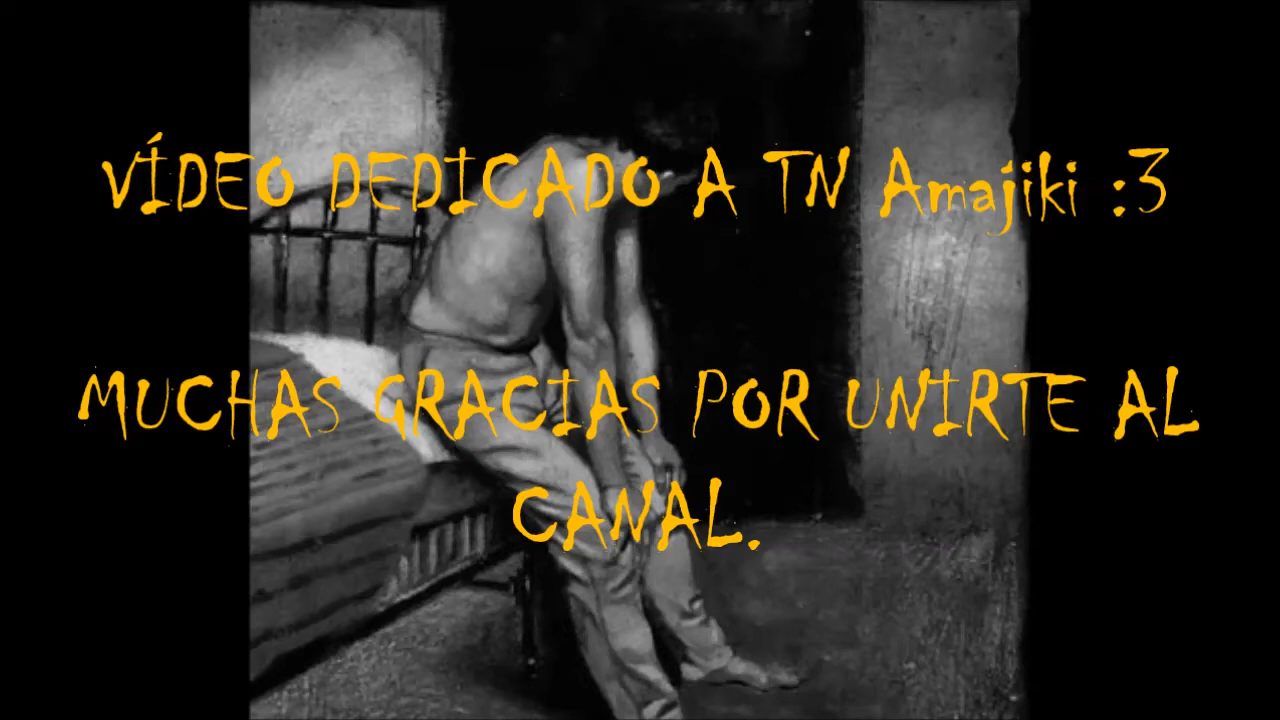 VÍDEO DEDICADO A TN Amajiki :3
MUCHAS GRACIAS POR UNIRTE AL
CANAL.